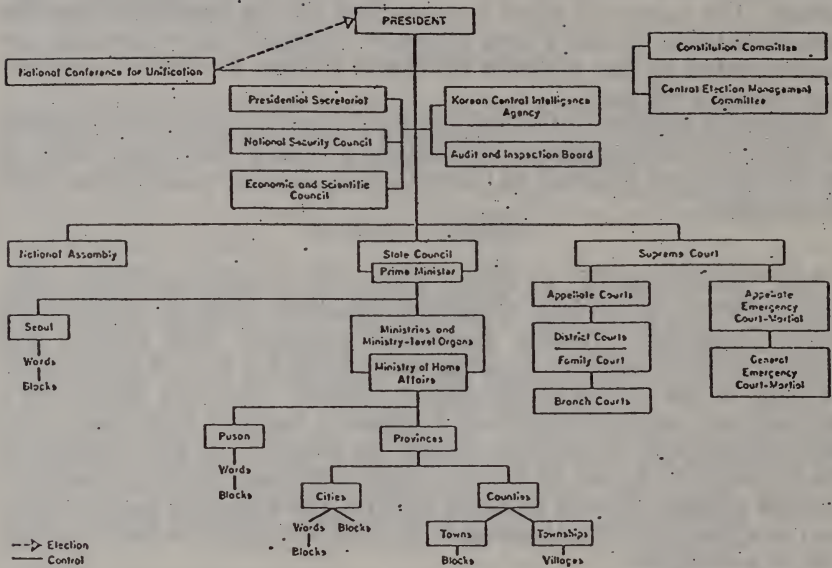 PRESIDENT
Constitution Committee
National Conference for Unification
Central Election Management
Committee
Presidential Secretariat
Korean Central Intelligence
Agency
National Security Council
Audit and Inspection Board
Economic and Scientific
Council
National Assembly
State Council
Prime Minister
Supreme Court
Appellate Courts
Appellate
Emergency
Court-Martial
Seoul
Wards
Blocks
Ministries and
Ministry-level Organs
Ministry of Home
Affairs
District Courts
Family Court
General
Emergency
Court-Martial
Branch Courts
Pusan
Wards
Blocks
Provinces
Cities
Counties
Wards
Blocks
Blocks
Towns
Townships
Blocks
Villages
Election
Control